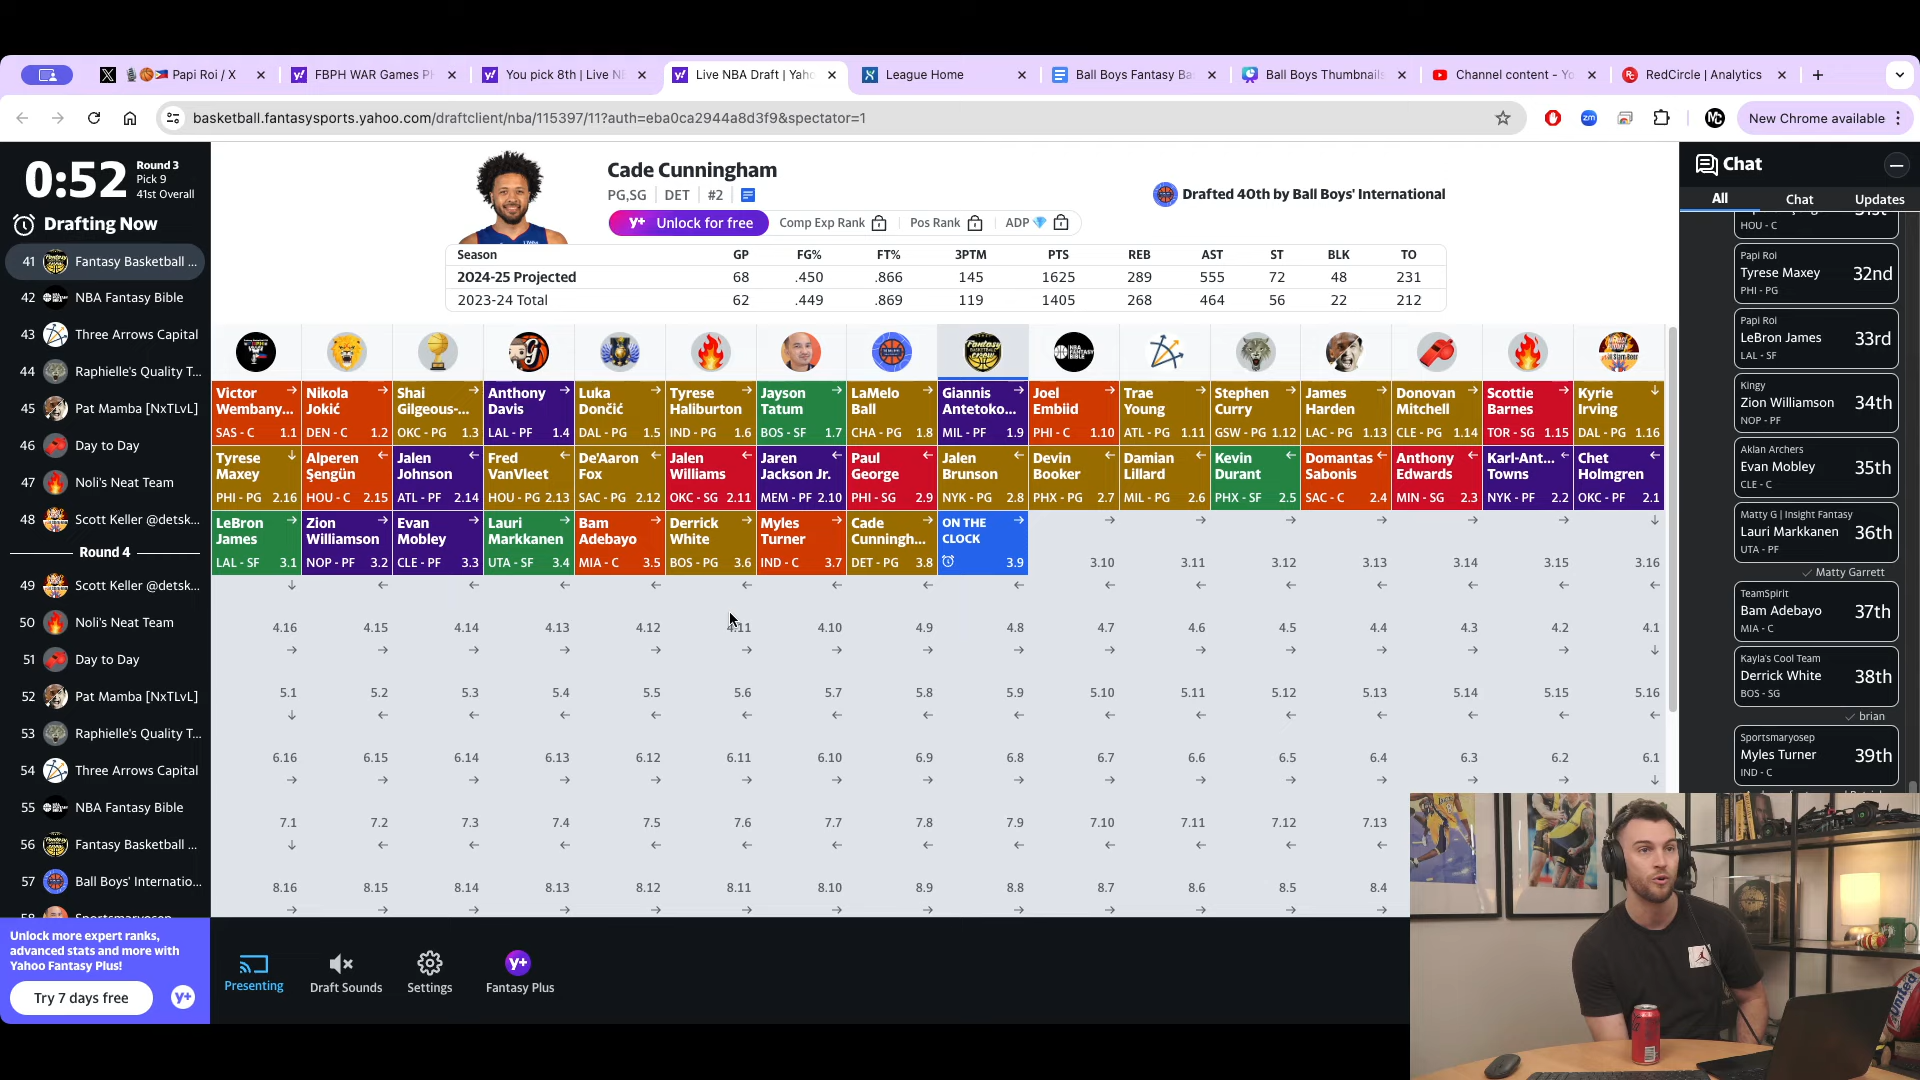 Papi Roi / X
FBPH WAR Games P
You pick 8th | Live N
Live NBA Draft | Yah
League Home
Ball Boys Fantasy Ba
Ball Boys Thumbnails
Channel content - Yo
RedCircle | Analytics
basketball.fantasysports.yahoo.com/draftclient/nba/115397/11?auth=eba0ca2944a8d3f9&spectator=1
New Chrome available
0:52
Round 3
Pick 9
41st Overall
Drafting Now
41 Fantasy Basketball ...
42 NBA Fantasy Bible
43 Three Arrows Capital
44 Raphielle's Quality T...
45 Pat Mamba [NxTLvL]
46 Day to Day
47 Noli's Neat Team
48 Scott Keller @detsk...
Round 4
49 Scott Keller @detsk...
50 Noli's Neat Team
51 Day to Day
52 Pat Mamba [NxTLvL]
53 Raphielle's Quality T...
54 Three Arrows Capital
55 NBA Fantasy Bible
56 Fantasy Basketball ...
57 Ball Boys' Internatio...
58 Sportsmaryosep
Unlock more expert ranks,
advanced stats and more with
Yahoo Fantasy Plus!
Try 7 days free
y+
Cade Cunningham
PG,SG DET #2
y+ Unlock for free Comp Exp Rank Pos Rank ADP
Drafted 40th by Ball Boys' International
Season GP FG% FT% 3PTM PTS REB AST ST BLK TO
2024-25 Projected 68 .450 .866 145 1625 289 555 72 48 231
2023-24 Total 62 .449 .869 119 1405 268 464 56 22 212
Victor Wembany... SAS - C 1.1
Nikola Jokić DEN - C 1.2
Shai Gilgeous-... OKC - PG 1.3
Anthony Davis LAL - PF 1.4
Luka Dončić DAL - PG 1.5
Tyrese Haliburton IND - PG 1.6
Jayson Tatum BOS - SF 1.7
LaMelo Ball CHA - PG 1.8
Giannis Antetoko... MIL - PF 1.9
Joel Embiid PHI - C 1.10
Trae Young ATL - PG 1.11
Stephen Curry GSW - PG 1.12
James Harden LAC - PG 1.13
Donovan Mitchell CLE - PG 1.14
Scottie Barnes TOR - SG 1.15
Kyrie Irving DAL - PG 1.16
Tyrese Maxey PHI - PG 2.16
Alperen Şengün HOU - C 2.15
Jalen Johnson ATL - PF 2.14
Fred VanVleet HOU - PG 2.13
De'Aaron Fox SAC - PG 2.12
Jalen Williams OKC - SG 2.11
Jaren Jackson Jr. MEM - PF 2.10
Paul George PHI - SG 2.9
Jalen Brunson NYK - PG 2.8
Devin Booker PHX - PG 2.7
Damian Lillard MIL - PG 2.6
Kevin Durant PHX - SF 2.5
Domantas Sabonis SAC - C 2.4
Anthony Edwards MIN - SG 2.3
Karl-Ant... Towns NYK - PF 2.2
Chet Holmgren OKC - PF 2.1
LeBron James LAL - SF 3.1
Zion Williamson NOP - PF 3.2
Evan Mobley CLE - PF 3.3
Lauri Markkanen UTA - SF 3.4
Bam Adebayo MIA - C 3.5
Derrick White BOS - PG 3.6
Myles Turner IND - C 3.7
Cade Cunningh... DET - PG 3.8
ON THE CLOCK 3.9
3.10 3.11 3.12 3.13 3.14 3.15 3.16
4.16 4.15 4.14 4.13 4.12 4.11 4.10 4.9 4.8 4.7 4.6 4.5 4.4 4.3 4.2 4.1
5.1 5.2 5.3 5.4 5.5 5.6 5.7 5.8 5.9 5.10 5.11 5.12 5.13 5.14 5.15 5.16
6.16 6.15 6.14 6.13 6.12 6.11 6.10 6.9 6.8 6.7 6.6 6.5 6.4 6.3 6.2 6.1
7.1 7.2 7.3 7.4 7.5 7.6 7.7 7.8 7.9 7.10 7.11 7.12 7.13
8.16 8.15 8.14 8.13 8.12 8.11 8.10 8.9 8.8 8.7 8.6 8.5 8.4
Presenting
Draft Sounds
Settings
Fantasy Plus
Chat
All Chat Updates
HOU - C
Papi Roi
Tyrese Maxey 32nd
PHI - PG
Papi Roi
LeBron James 33rd
LAL - SF
Kingy
Zion Williamson 34th
NOP - PF
Aklan Archers
Evan Mobley 35th
CLE - C
Matty G | Insight Fantasy
Lauri Markkanen 36th
UTA - PF
Matty Garrett
TeamSpirit
Bam Adebayo 37th
MIA - C
Kayla's Cool Team
Derrick White 38th
BOS - SG
brian
Sportsmaryosep
Myles Turner 39th
IND - C